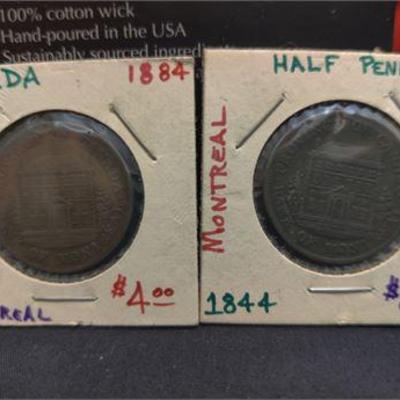 100% cotton wick
Hand-poured in the USA
Sustainably sourced ingredi
DA 1884
$4.00
REAL
HALF PEN
MONTREAL
1844
$